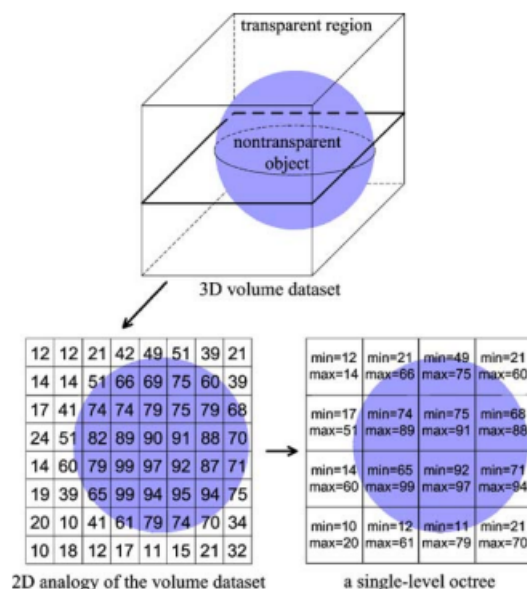 transparent region
nontransparent
object
3D volume dataset
12 12 21 42 49 51 39 21
14 14 51 66 69 75 60 39
17 41 74 74 79 75 79 68
24 51 82 89 90 91 88 70
14 60 79 99 97 92 87 71
19 39 65 99 94 95 94 75
20 10 41 61 79 74 70 34
10 18 12 17 11 15 21 32
2D analogy of the volume dataset
min=12 min=21 min=49 min=21
max=14 max=66 max=75 max=60
min=17 min=74 min=75 min=68
max=51 max=89 max=91 max=88
min=14 min=65 min=92 min=71
max=60 max=99 max=97 max=94
min=10 min=12 min=11 min=21
max=20 max=61 max=79 max=70
a single-level octree